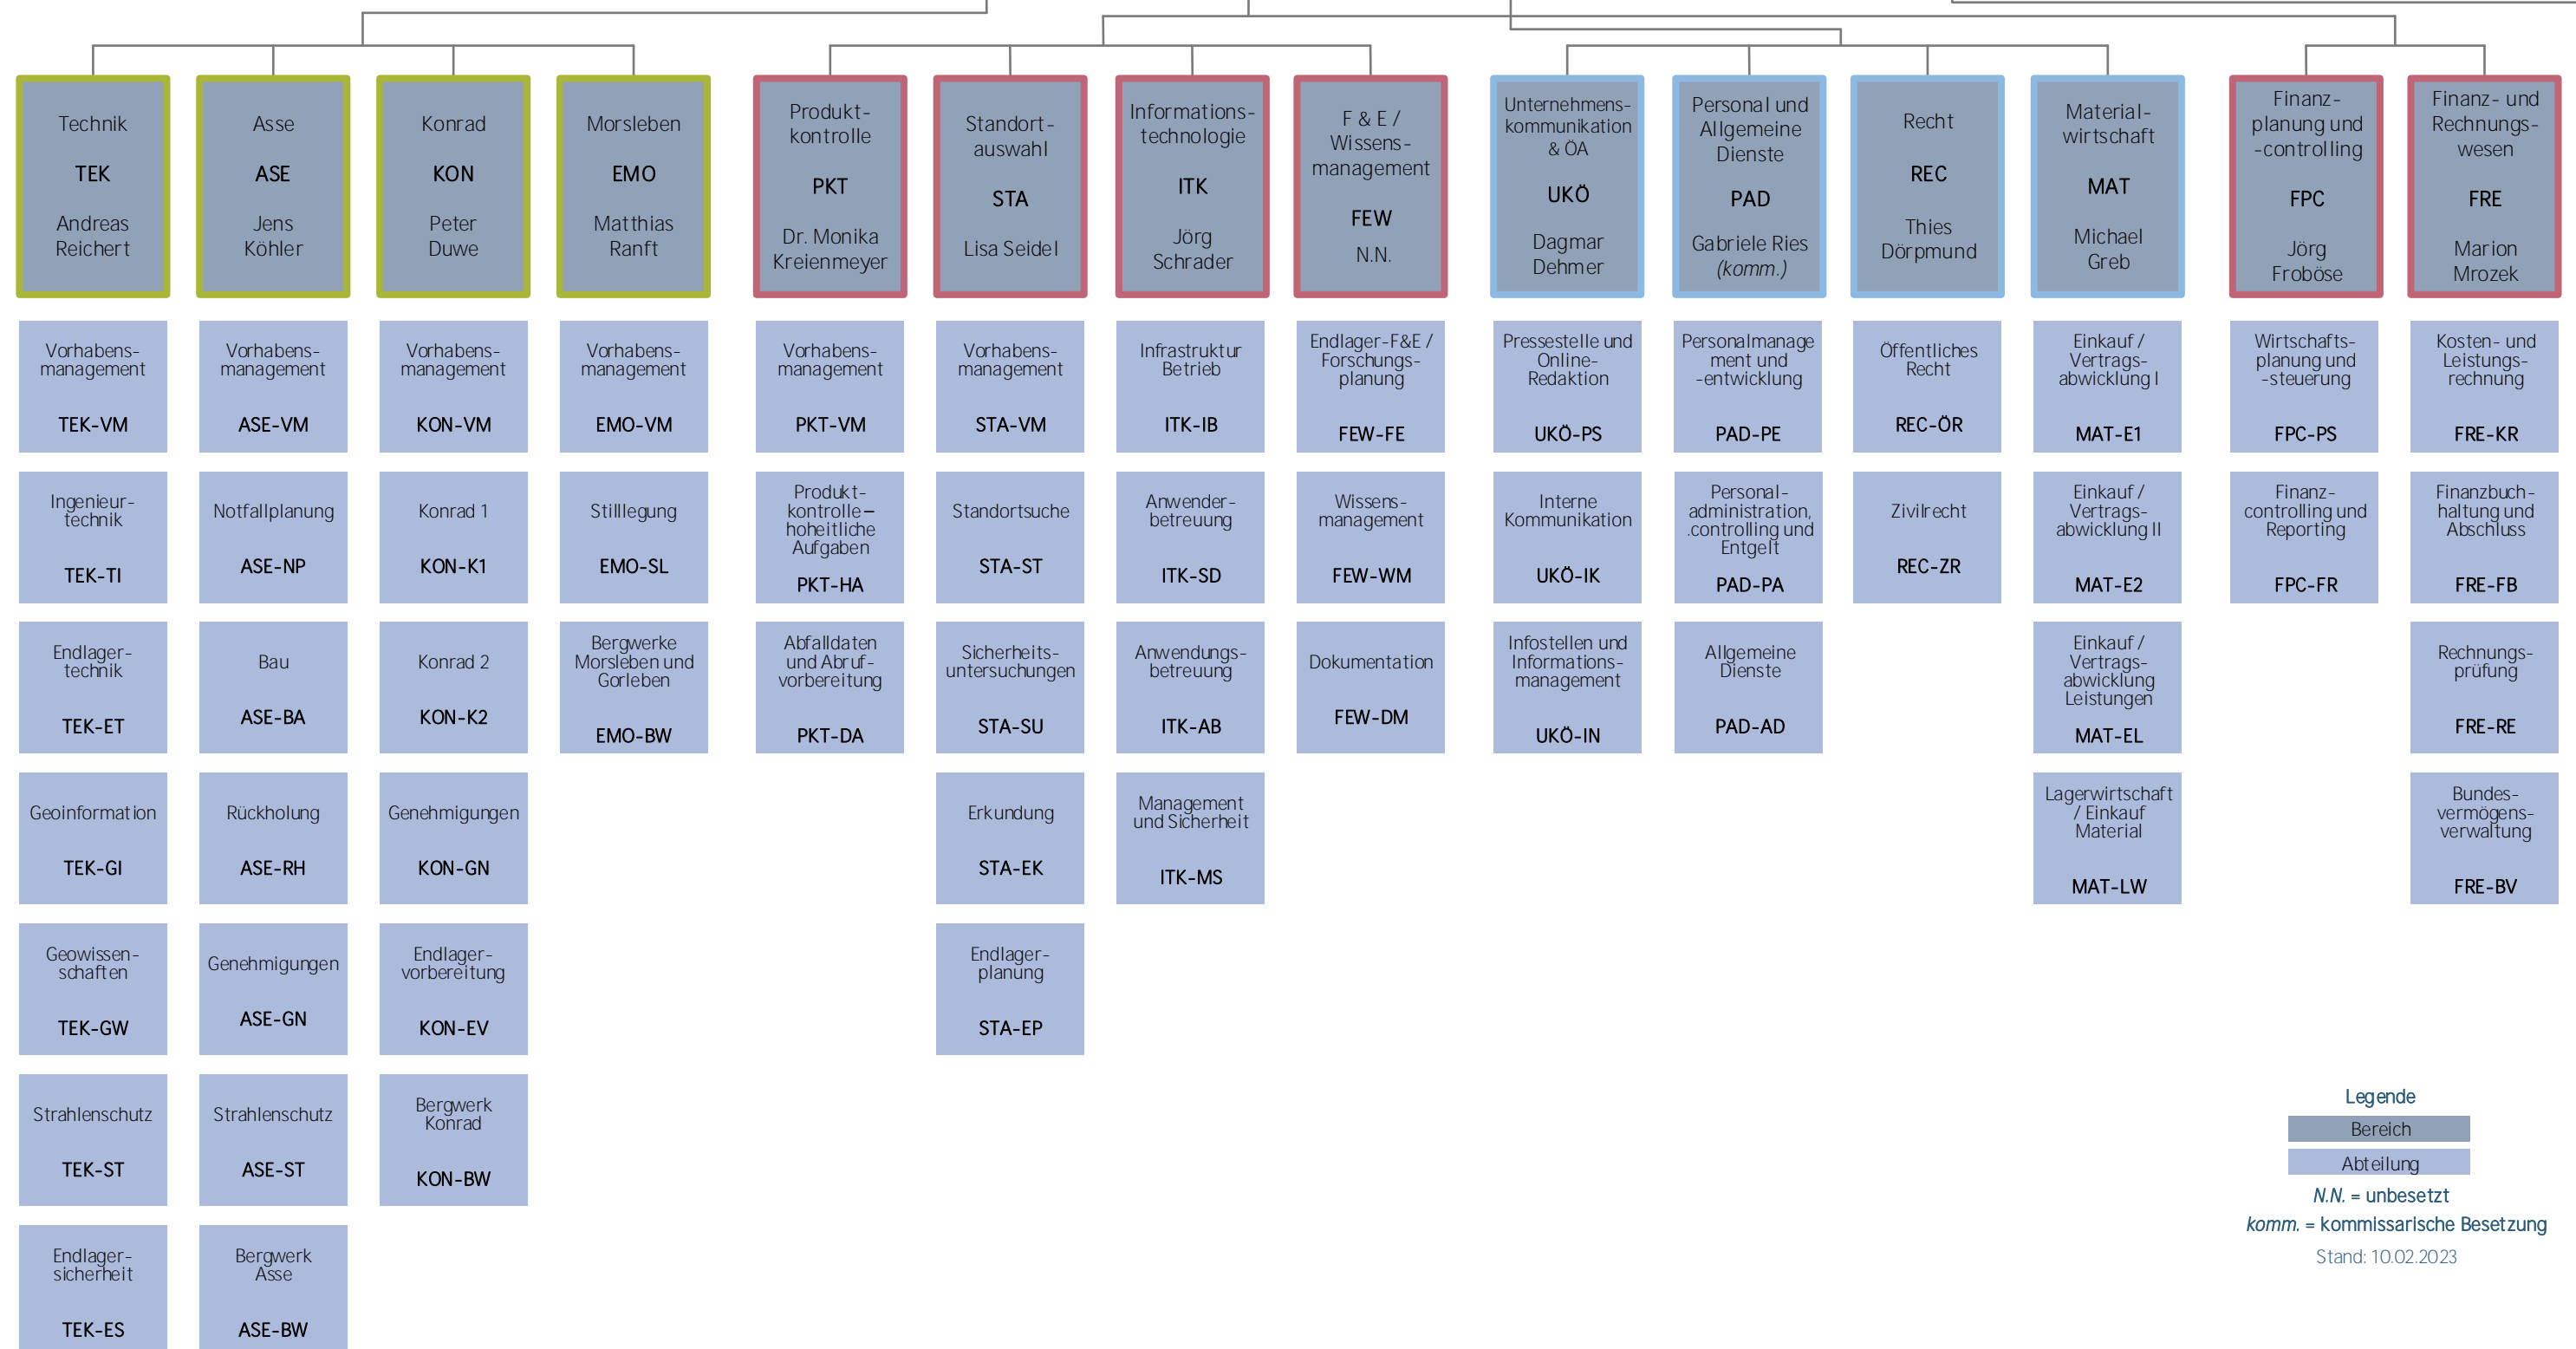 Technik
TEK
Andreas
Reichert
Asse
ASE
Jens
Köhler
Konrad
KON
Peter
Duwe
Morsleben
EMO
Matthias
Ranft
Produkt-
kontrolle
PKT
Dr. Monika
Kreienmeyer
Standort-
auswahl
STA
Lisa Seidel
Informations-
technologie
ITK
Jörg
Schrader
F & E /
Wissens-
management
FEW
N.N.
Unternehmens-
kommunikation
& ÖA
UKÖ
Dagmar
Dehmer
Personal und
Allgemeine
Dienste
PAD
Gabriele Ries
(komm.)
Recht
REC
Thies
Dörpmund
Material-
wirtschaft
MAT
Michael
Greb
Finanz-
planung und
-controlling
FPC
Jörg
Froböse
Finanz- und
Rechnungs-
wesen
FRE
Marion
Mrozek
Vorhabens-
management
TEK-VM
Vorhabens-
management
ASE-VM
Vorhabens-
management
KON-VM
Vorhabens-
management
EMO-VM
Vorhabens-
management
PKT-VM
Vorhabens-
management
STA-VM
Infrastruktur
Betrieb
ITK-IB
Endlager-F&E /
Forschungs-
planung
FEW-FE
Pressestelle und
Online-
Redaktion
UKÖ-PS
Personalmanage
ment und
-entwicklung
PAD-PE
Öffentliches
Recht
REC-ÖR
Einkauf /
Vertrags-
abwicklung I
MAT-E1
Wirtschafts-
planung und
-steuerung
FPC-PS
Kosten- und
Leistungs-
rechnung
FRE-KR
Ingenieur-
technik
TEK-TI
Notfallplanung
ASE-NP
Konrad 1
KON-K1
Stilllegung
EMO-SL
Produkt-
kontrolle –
hoheitliche
Aufgaben
PKT-HA
Standortsuche
STA-ST
Anwender-
betreuung
ITK-SD
Wissens-
management
FEW-WM
Interne
Kommunikation
UKÖ-IK
Personal-
administration,
.controlling und
Entgelt
PAD-PA
Zivilrecht
REC-ZR
Einkauf /
Vertrags-
abwicklung II
MAT-E2
Finanz-
controlling und
Reporting
FPC-FR
Finanzbuch-
haltung und
Abschluss
FRE-FB
Endlager-
technik
TEK-ET
Bau
ASE-BA
Konrad 2
KON-K2
Bergwerke
Morsleben und
Gorleben
EMO-BW
Abfalldaten
und Abruf-
vorbereitung
PKT-DA
Sicherheits-
untersuchungen
STA-SU
Anwendungs-
betreuung
ITK-AB
Dokumentation
FEW-DM
Infostellen und
Informations-
management
UKÖ-IN
Allgemeine
Dienste
PAD-AD
Einkauf /
Vertrags-
abwicklung
Leistungen
MAT-EL
Rechnungs-
prüfung
FRE-RE
Geoinformation
TEK-GI
Rückholung
ASE-RH
Genehmigungen
KON-GN
Erkundung
STA-EK
Management
und Sicherheit
ITK-MS
Lagerwirtschaft
/ Einkauf
Material
MAT-LW
Bundes-
vermögens-
verwaltung
FRE-BV
Geowissen-
schaften
TEK-GW
Genehmigungen
ASE-GN
Endlager-
vorbereitung
KON-EV
Endlager-
planung
STA-EP
Strahlenschutz
TEK-ST
Strahlenschutz
ASE-ST
Bergwerk
Konrad
KON-BW
Endlager-
sicherheit
TEK-ES
Bergwerk
Asse
ASE-BW
Legende
Bereich
Abteilung
N.N. = unbesetzt
komm. = kommissarische Besetzung
Stand: 10.02.2023